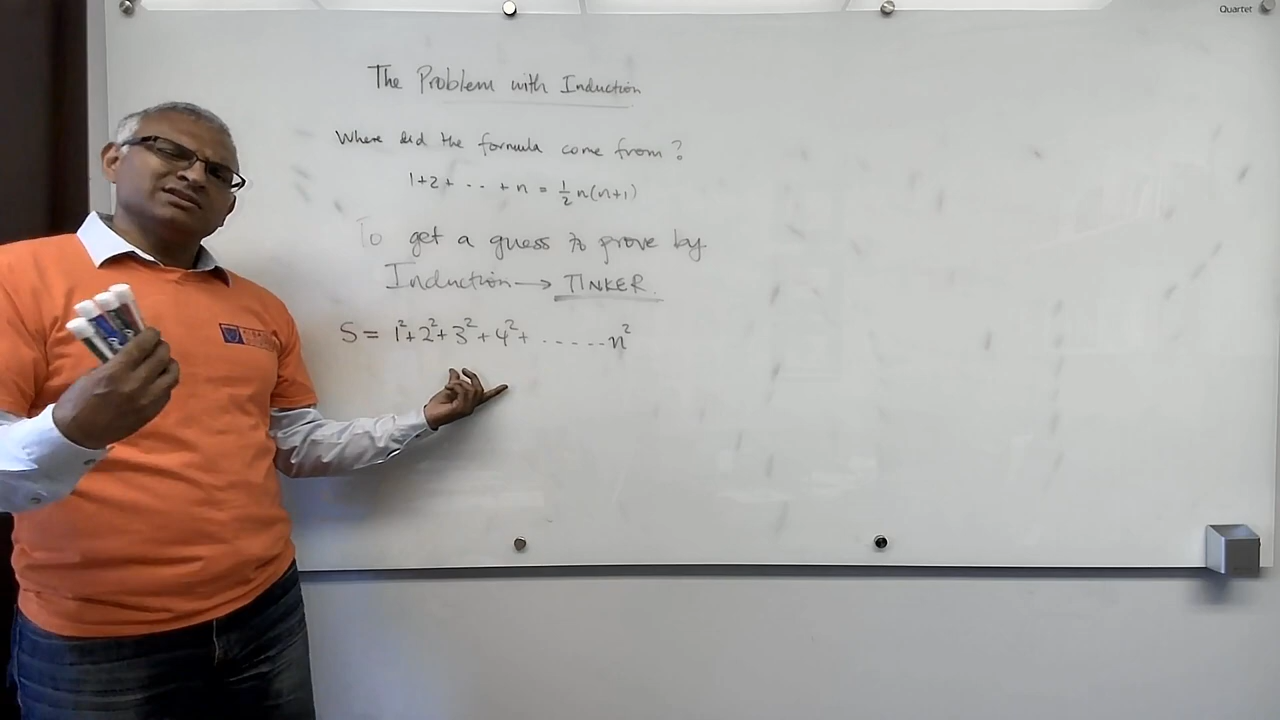 Quartet
The Problem with Induction
Where did the formula come from?
1+2+ . . . + n = 1/2 n(n+1)
To get a guess to prove by
Induction → TINKER.
S = 1²+2²+3²+4²+ . . . . . . n²